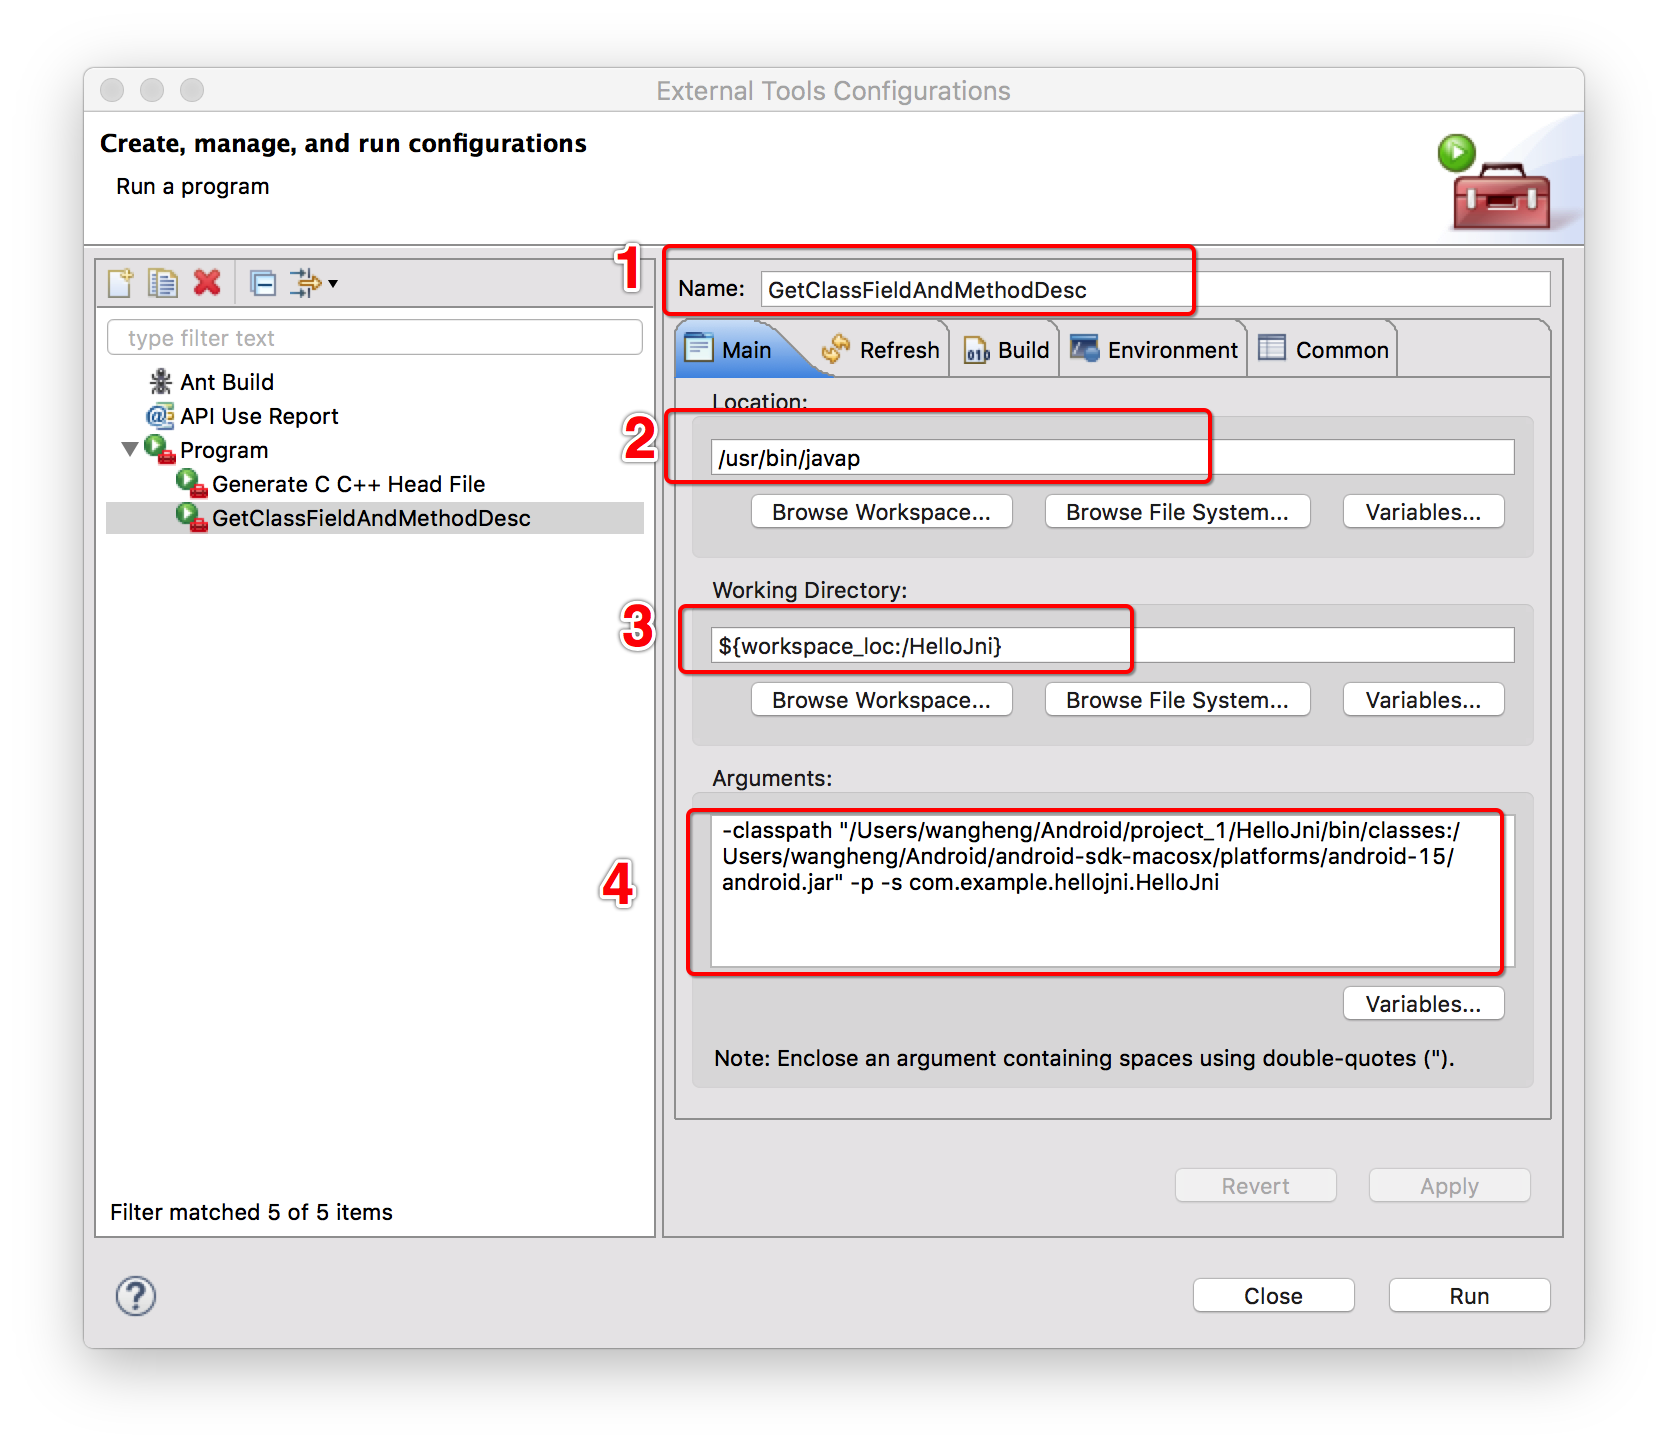 External Tools Configurations
Create, manage, and run configurations
Run a program
type filter text
Ant Build
API Use Report
Program
Generate C C++ Head File
GetClassFieldAndMethodDesc
Filter matched 5 of 5 items
1
Name: GetClassFieldAndMethodDesc
Main Refresh 010 Build Environment Common
Location:
2
/usr/bin/javap
Browse Workspace... Browse File System... Variables...
Working Directory:
3
${workspace_loc:/HelloJni}
Browse Workspace... Browse File System... Variables...
Arguments:
4
-classpath "/Users/wangheng/Android/project_1/HelloJni/bin/classes:/
Users/wangheng/Android/android-sdk-macosx/platforms/android-15/
android.jar" -p -s com.example.hellojni.HelloJni
Variables...
Note: Enclose an argument containing spaces using double-quotes (").
Revert Apply
? Close Run